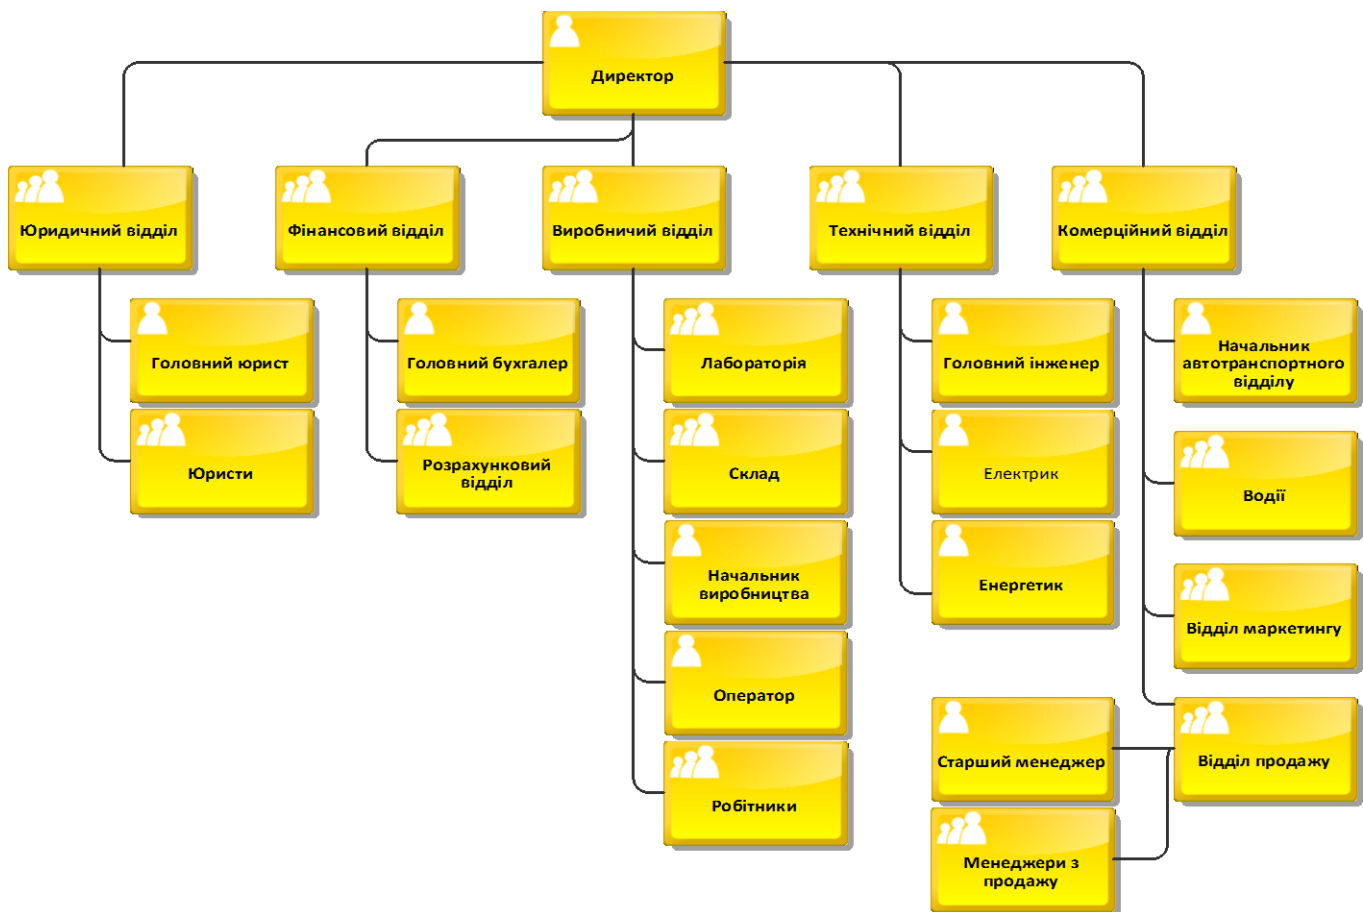 Директор
Юридичний відділ
Фінансовий відділ
Виробничий відділ
Технічний відділ
Комерційний відділ
Головний юрист
Юристи
Головний бухгалер
Розрахунковий
відділ
Лабораторія
Склад
Начальник
виробництва
Оператор
Робітники
Головний інженер
Електрик
Енергетик
Начальник
автотранспортного
відділу
Водії
Відділ маркетингу
Відділ продажу
Старший менеджер
Менеджери з
продажу